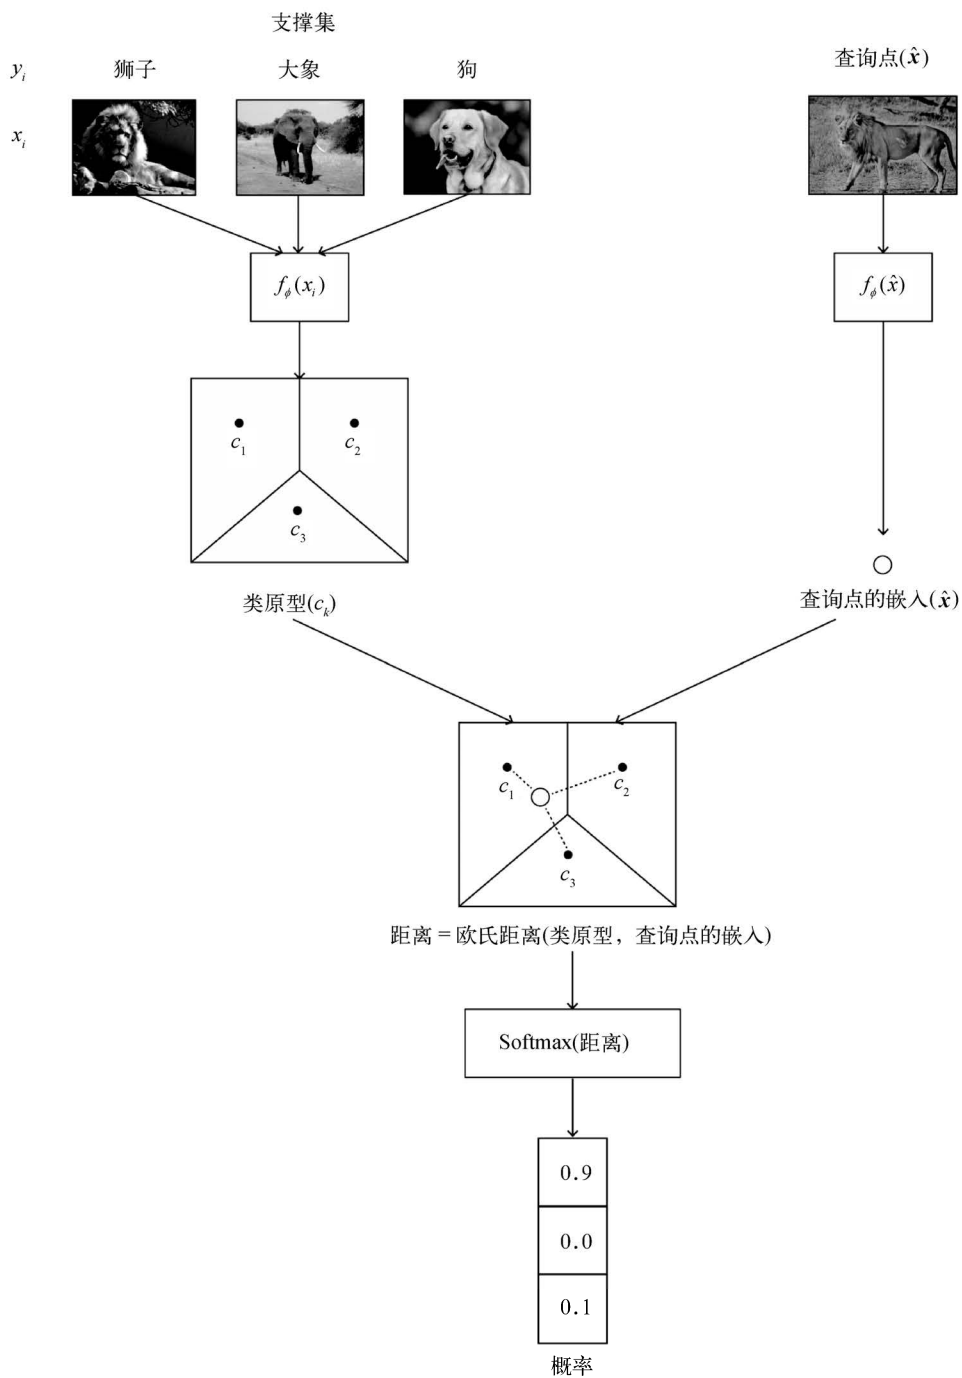 支撑集
y_i 狮子 大象 狗 查询点(x̂)
x_i
f_ϕ(x_i) f_ϕ(x̂)
c_1 c_2
c_3
类原型(c_k) 查询点的嵌入(x̂)
c_1 c_2
c_3
距离=欧氏距离(类原型，查询点的嵌入)
Softmax(距离)
0.9
0.0
0.1
概率